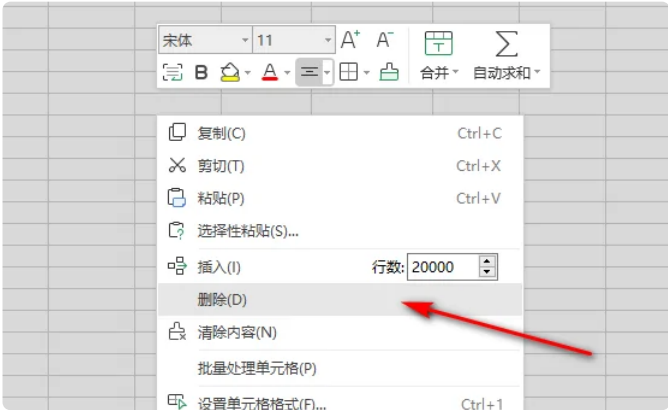 宋体 11 A+ A-
B A 合并 自动求和
复制(C) Ctrl+C
剪切(T) Ctrl+X
粘贴(P) Ctrl+V
选择性粘贴(S)...
插入(I) 行数: 20000
删除(D)
清除内容(N)
批量处理单元格(P)
设置单元格格式(F)... Ctrl+1